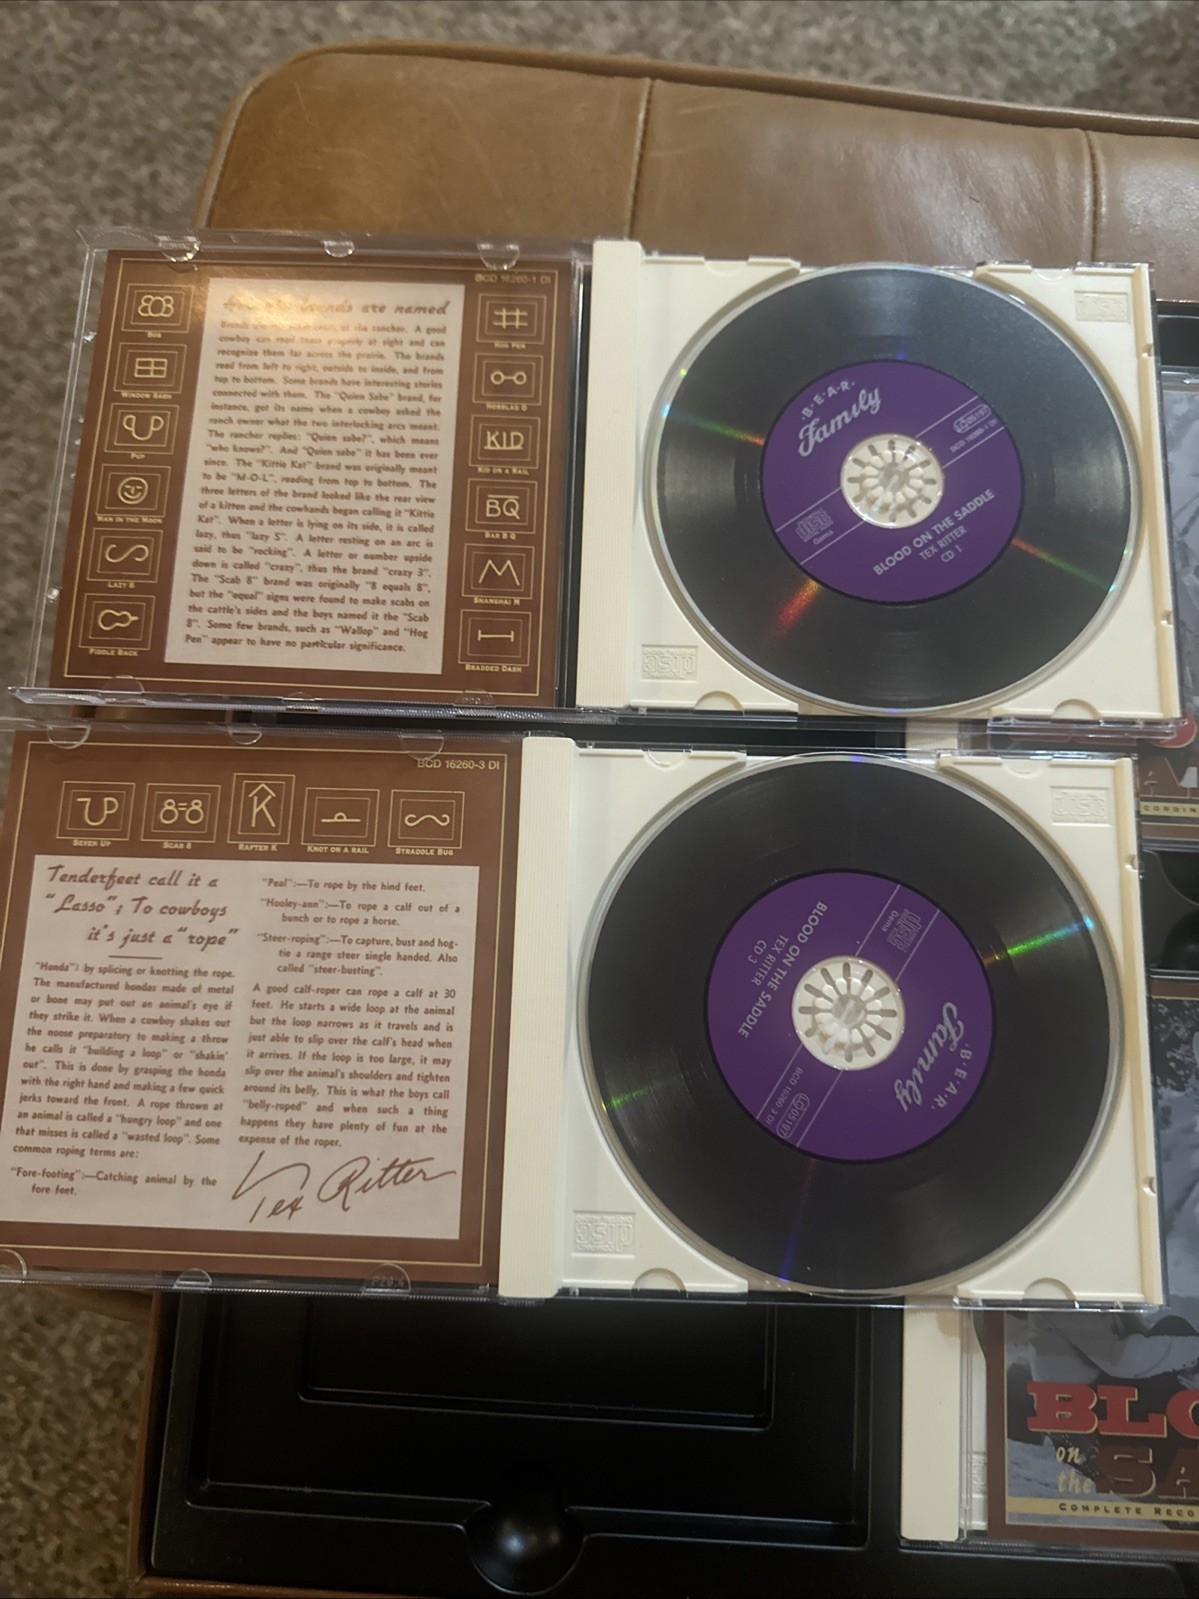 BCD 16260-1 DI
BOB
WINDOW SASH
PUP
MAN IN THE MOON
LAZY S
FIDDLE BACK
brands are named
of the rancher. A good
cowboy can read them properly at sight and can
recognize them far across the prairie. The brands
read from left to right, outside to inside, and from
top to bottom. Some brands have interesting stories
connected with them. The "Quien Sabe" brand, for
instance, got its name when a cowboy asked the
ranch owner what the two interlocking arcs meant.
The rancher replies: "Quien sabe?", which means
"who knows?". And "Quien sabe" it has been ever
since. The "Kittie Kat" brand was originally meant
to be "M-O-L", reading from top to bottom. The
three letters of the brand looked like the rear view
of a kitten and the cowhands began calling it "Kittie
Kat". When a letter is lying on its side, it is called
lazy, thus "lazy S". A letter resting on an arc is
said to be "rocking". A letter or number upside
down is called "crazy", thus the brand "crazy 3".
The "Scab 8" brand was originally "8 equals 8",
but the "equal" signs were found to make scabs on
the cattle's sides and the boys named it the "Scab
8". Some few brands, such as "Wallop" and "Hog
Pen" appear to have no particular significance.
HOG PEN
HOBBLED O
KID
KID ON A RAIL
BQ
BAR B Q
SHANGHAI M
BRADDED DASH
·B·E·A·R·
Family
LC 05197
BCD 16260-1 DI
disc
Gema
BLOOD ON THE SADDLE
TEX RITTER
CD 1
disc
BCD 16260-3 DI
SEVEN UP
8=8
SCAB 8
K
RAFTER K
KNOT ON A RAIL
STRADDLE BUG
Tenderfeet call it a
"Lasso"; To cowboys
it's just a "rope"
"Honda": by splicing or knotting the rope.
The manufactured hondas made of metal
or bone may put out an animal's eye if
they strike it. When a cowboy shakes out
the noose preparatory to making a throw
he calls it "building a loop" or "shakin'
out". This is done by grasping the honda
with the right hand and making a few quick
jerks toward the front. A rope thrown at
an animal is called a "hungry loop" and one
that misses is called a "wasted loop". Some
common roping terms are:
"Fore-footing":—Catching animal by the
fore feet.
"Peal":—To rope by the hind feet.
"Hooley-ann":—To rope a calf out of a
bunch or to rope a horse.
"Steer-roping":—To capture, bust and hog-
tie a range steer single handed. Also
called "steer-busting".
A good calf-roper can rope a calf at 30
feet. He starts a wide loop at the animal
but the loop narrows as it travels and is
just able to slip over the calf's head when
it arrives. If the loop is too large, it may
slip over the animal's shoulders and tighten
around its belly. This is what the boys call
"belly-roped" and when such a thing
happens they have plenty of fun at the
expense of the roper.
Tex Ritter
·B·E·A·R·
Family
LC 05197
BCD 16260 3 DI
disc
Gema
BLOOD ON THE SADDLE
TEX RITTER
CD 3
disc
BLO
on
the SA
COMPLETE RECO